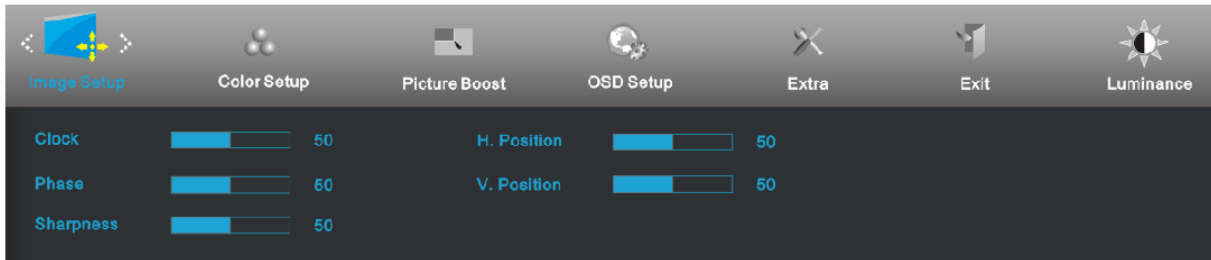 Image Setup Color Setup Picture Boost OSD Setup Extra Exit Luminance
Clock 50 H. Position 50
Phase 50 V. Position 50
Sharpness 50